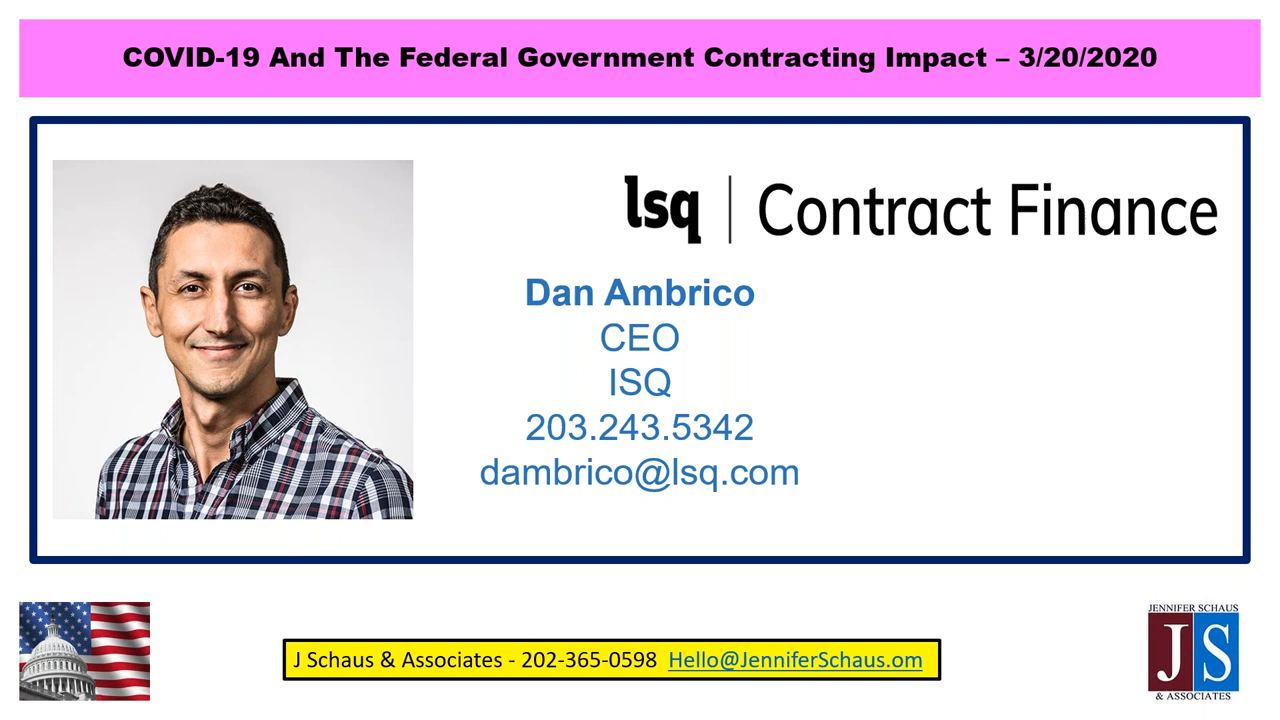 COVID-19 And The Federal Government Contracting Impact – 3/20/2020
lsq | Contract Finance
Dan Ambrico
CEO
lSQ
203.243.5342
dambrico@lsq.com
J Schaus & Associates - 202-365-0598 Hello@JenniferSchaus.om
JENNIFER SCHAUS
JS
& ASSOCIATES